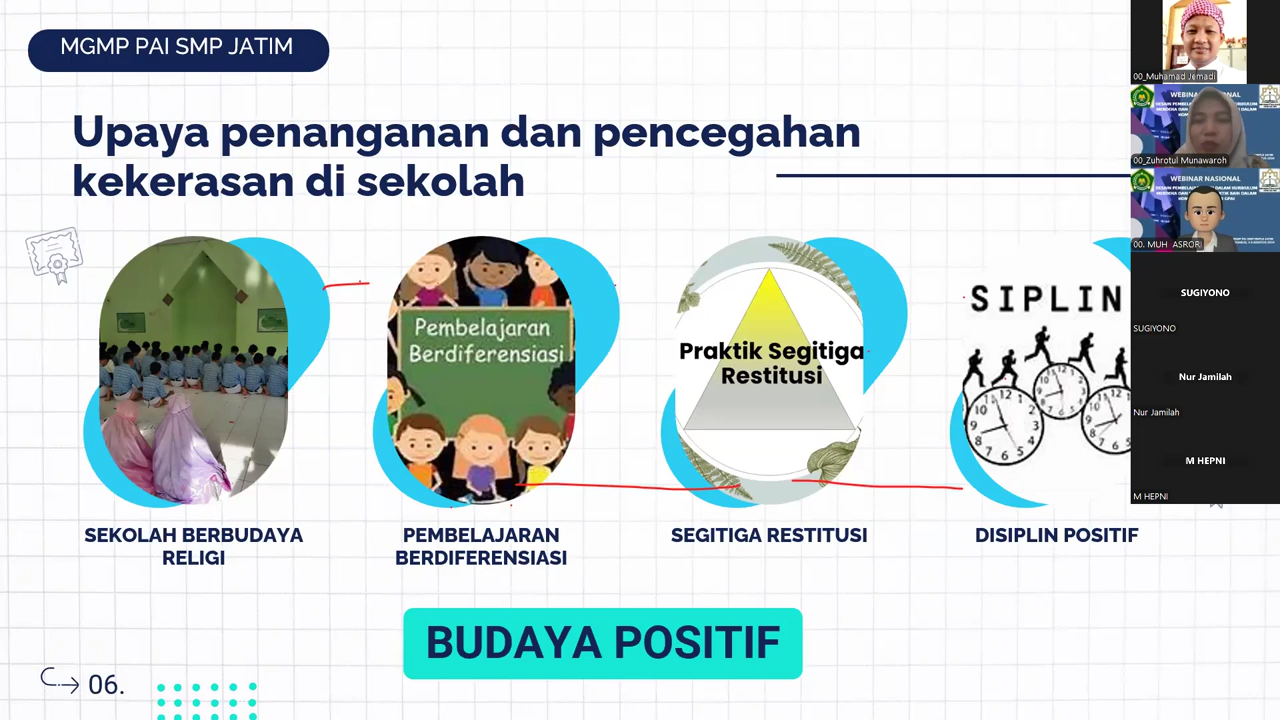 MGMP PAI SMP JATIM
Upaya penanganan dan pencegahan
kekerasan di sekolah
Pembelajaran
Berdiferensiasi
Praktik Segitiga
Restitusi
SIPLIN
SEKOLAH BERBUDAYA
RELIGI
PEMBELAJARAN
BERDIFERENSIASI
SEGITIGA RESTITUSI
DISIPLIN POSITIF
BUDAYA POSITIF
06.
00_Muhamad Jemadi
00_Zuhrotul Munawaroh
WEBINAR NASIONAL
00. MUH. ASRORI
SUGIYONO
SUGIYONO
Nur Jamilah
Nur Jamilah
M HEPNI
M HEPNI